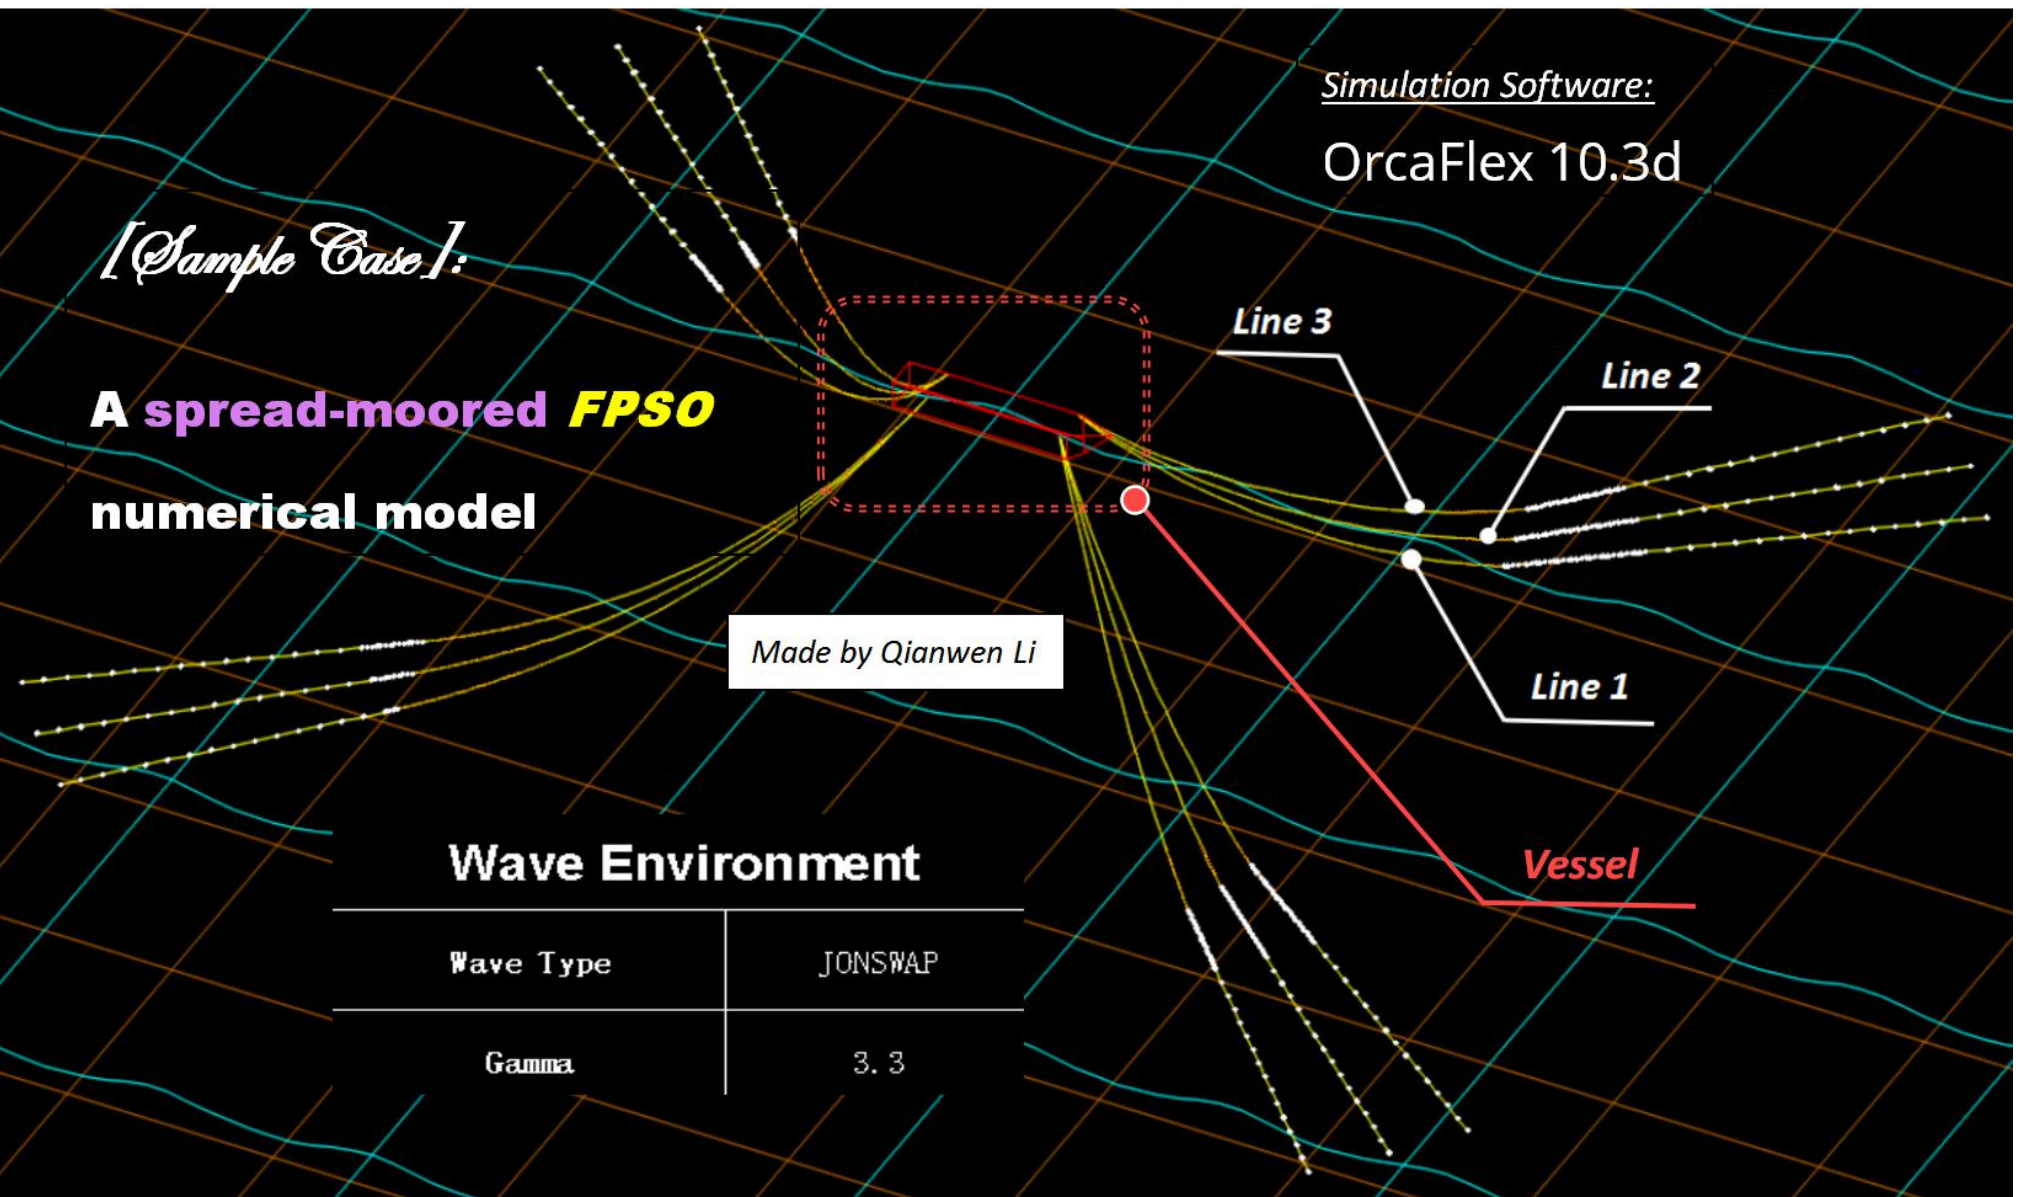 Simulation Software:
OrcaFlex 10.3d
[Sample Case]:
A spread-moored FPSO
numerical model
Line 3
Line 2
Line 1
Made by Qianwen Li
Vessel
Wave Environment
Wave Type JONSWAP
Gamma 3.3